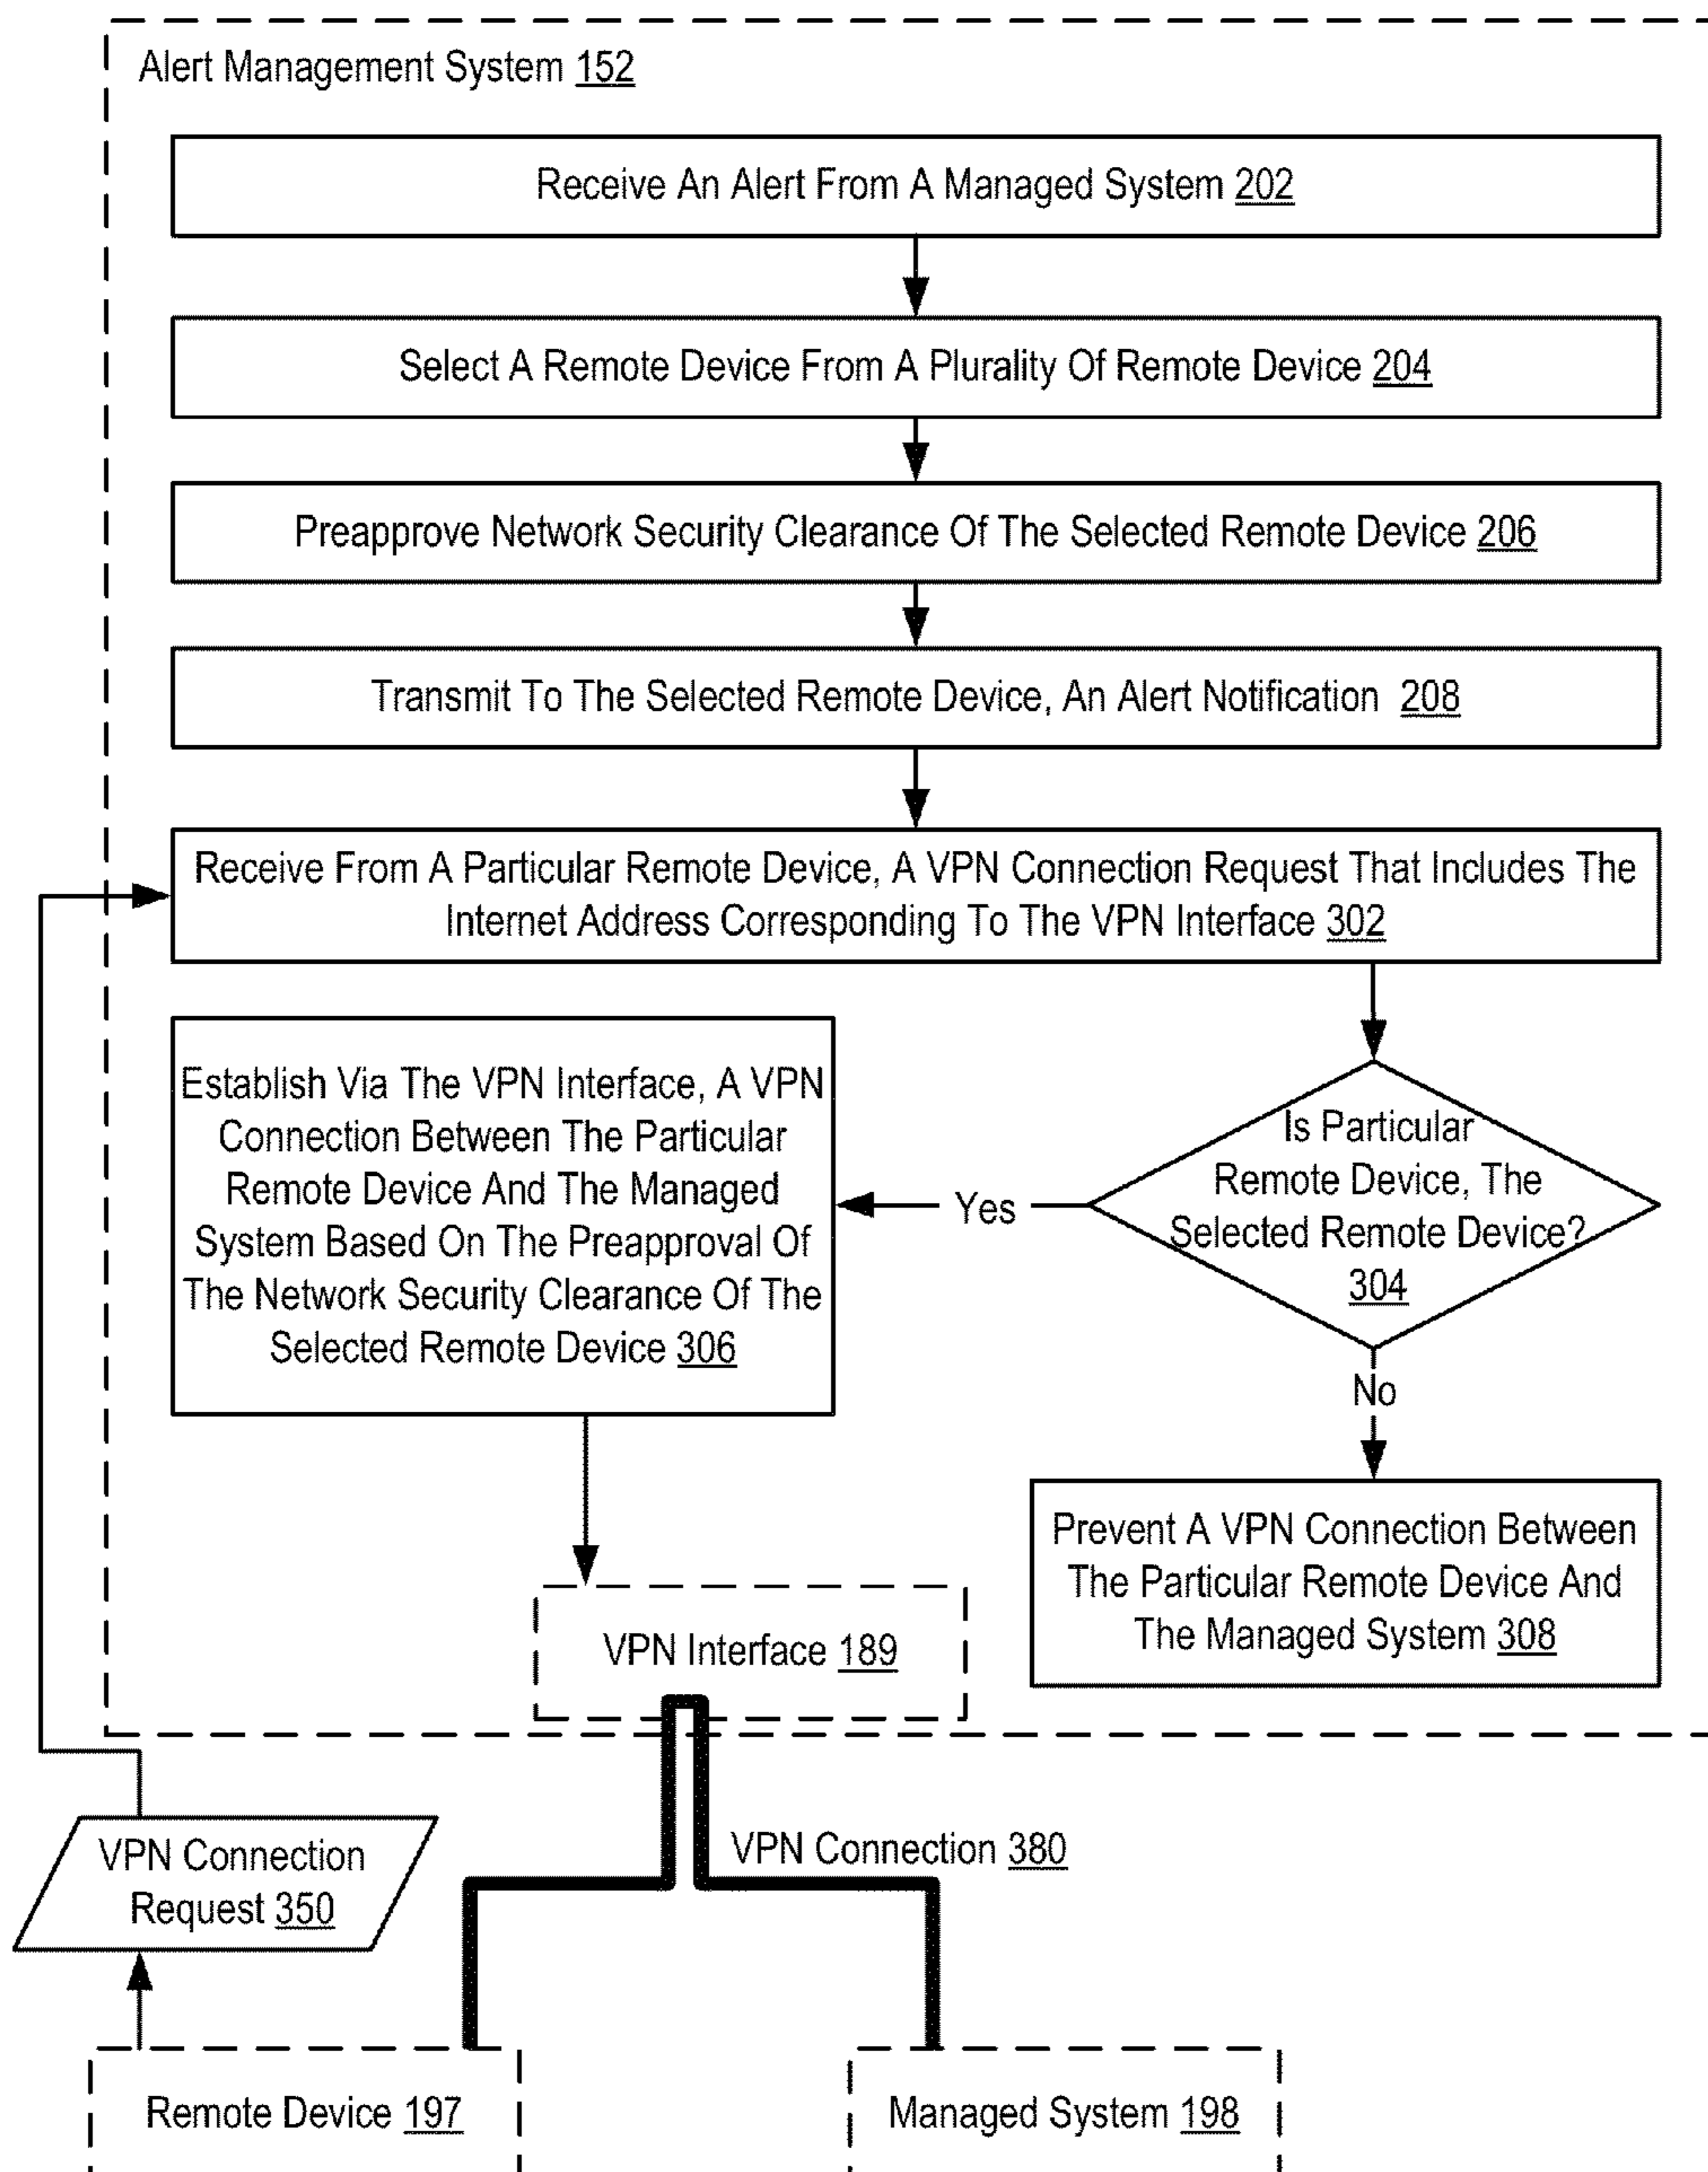 Alert Management System 152
Receive An Alert From A Managed System 202
Select A Remote Device From A Plurality Of Remote Device 204
Preapprove Network Security Clearance Of The Selected Remote Device 206
Transmit To The Selected Remote Device, An Alert Notification 208
Receive From A Particular Remote Device, A VPN Connection Request That Includes The
Internet Address Corresponding To The VPN Interface 302
Establish Via The VPN Interface, A VPN
Connection Between The Particular
Remote Device And The Managed
System Based On The Preapproval Of
The Network Security Clearance Of The
Selected Remote Device 306
Yes
Is Particular
Remote Device, The
Selected Remote Device?
304
No
Prevent A VPN Connection Between
The Particular Remote Device And
The Managed System 308
VPN Interface 189
VPN Connection 380
VPN Connection
Request 350
Remote Device 197
Managed System 198